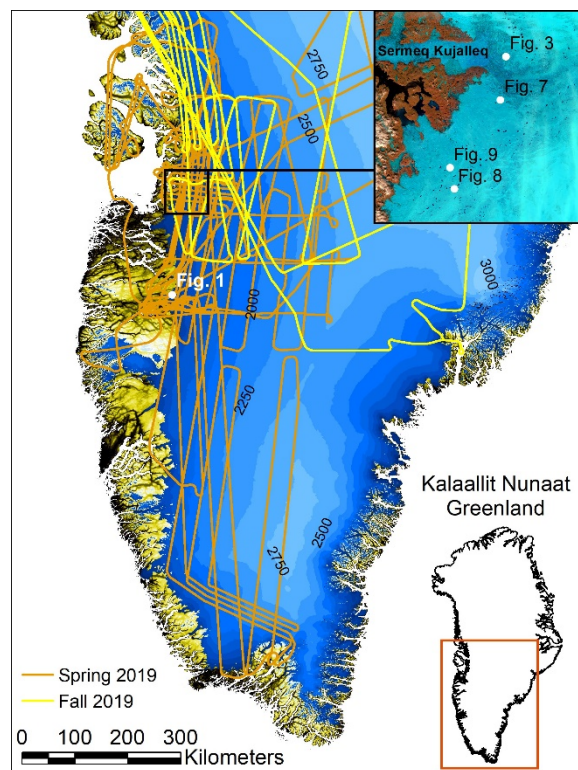 2750
2500
Sermeq Kujalleq
Fig. 3
Fig. 7
Fig. 9
Fig. 8
3000
Fig. 1
2000
2250
2500
2750
Kalaallit Nunaat
Greenland
Spring 2019
Fall 2019
0 50 100 200 300
Kilometers